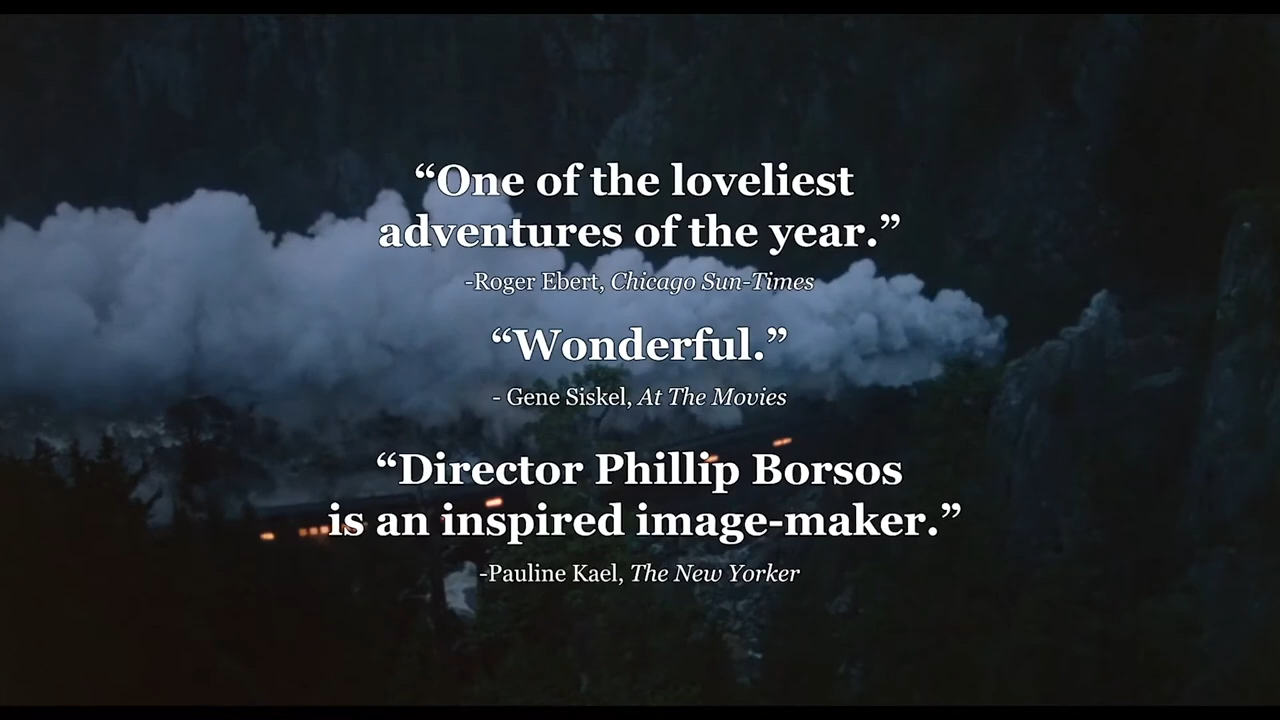 “One of the loveliest
adventures of the year.”
-Roger Ebert, Chicago Sun-Times
“Wonderful.”
- Gene Siskel, At The Movies
“Director Phillip Borsos
is an inspired image-maker.”
-Pauline Kael, The New Yorker